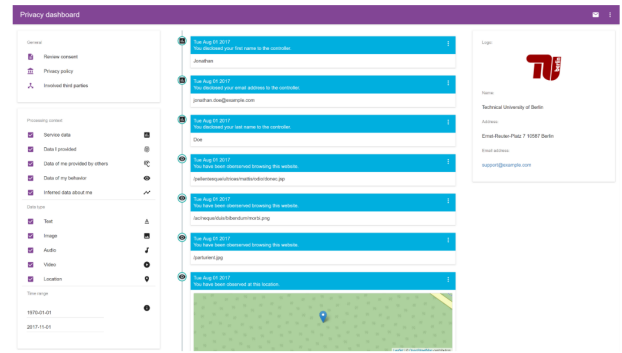 Privacy dashboard
General
Review consent
Privacy policy
Involved third parties
Processing context
Service data
Data I provided
Data of me provided by others
Data of my behavior
Inferred data about me
Data type
Text
Image
Audio
Video
Location
Time range
1970-01-01
2017-11-01
Tue Aug 01 2017
You disclosed your first name to the controller.
Jonathan
Tue Aug 01 2017
You disclosed your email address to the controller.
jonathan.doe@example.com
Tue Aug 01 2017
You disclosed your last name to the controller.
Doe
Tue Aug 01 2017
You have been observed browsing this website.
Tue Aug 01 2017
You have been observed browsing this website.
Tue Aug 01 2017
You have been observed browsing this website.
/parturient.jpg
Tue Aug 01 2017
You have been observed at this location.
Logo:
berlin
Name:
Technical University of Berlin
Address:
Ernst-Reuter-Platz 7 10587 Berlin
Email address:
support@example.com